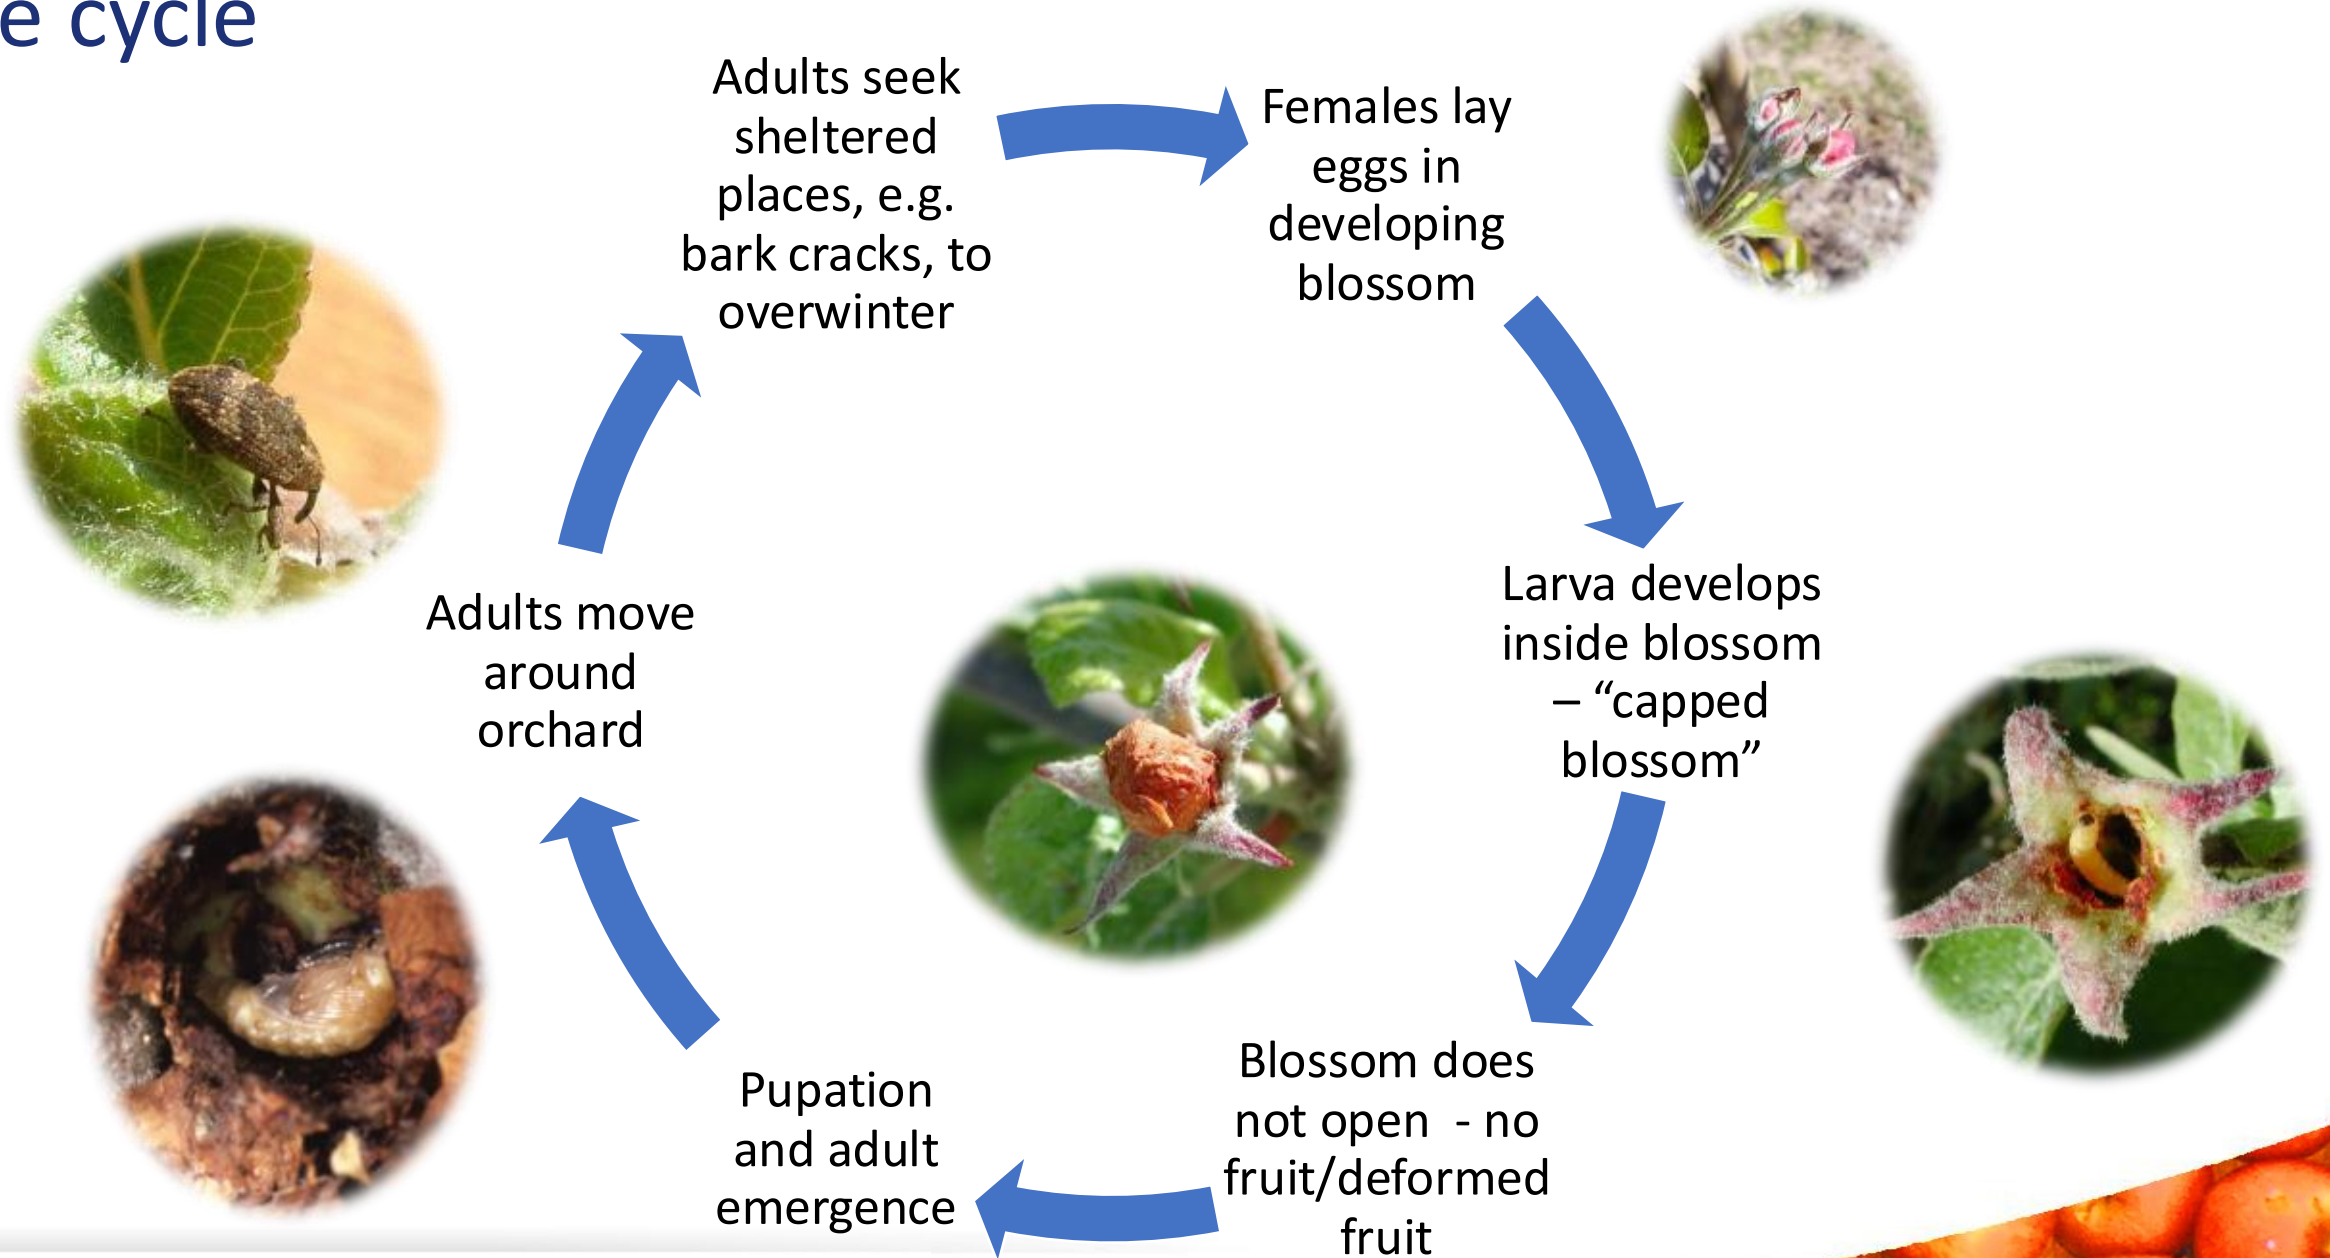 e cycle
Adults seek
sheltered
places, e.g.
bark cracks, to
overwinter
Females lay
eggs in
developing
blossom
Larva develops
inside blossom
– “capped
blossom”
Blossom does
not open  - no
fruit/deformed
fruit
Pupation
and adult
emergence
Adults move
around
orchard